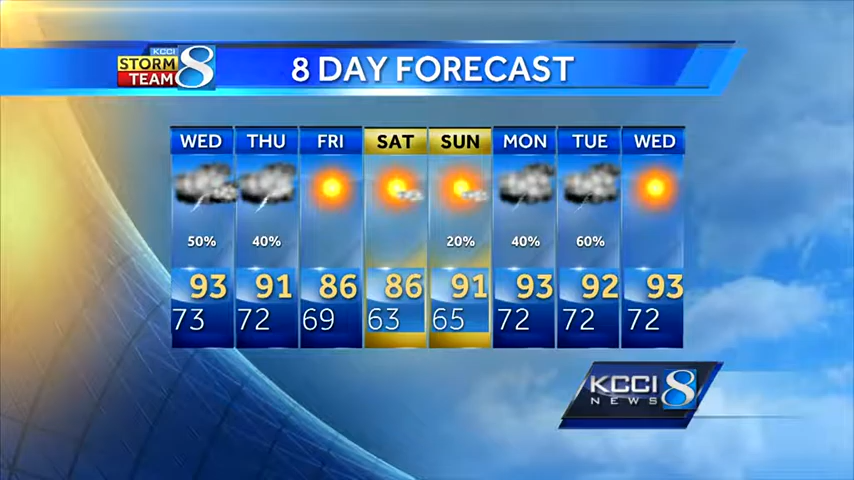 KCCI
STORM
TEAM 8
8 DAY FORECAST
WED THU FRI SAT SUN MON TUE WED
50% 40% 20% 40% 60%
93 91 86 86 91 93 92 93
73 72 69 63 65 72 72 72
KCCI 8
NEWS